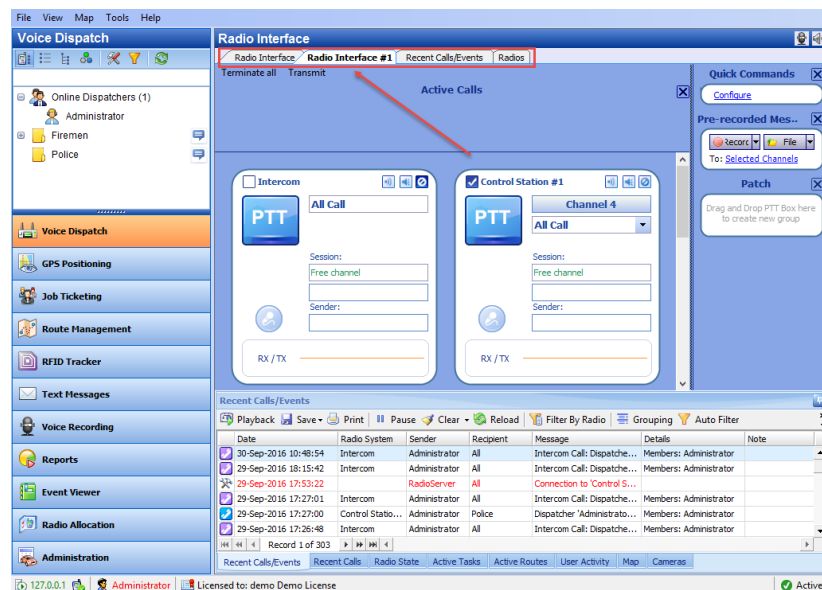 File View Map Tools Help
Voice Dispatch
Radio Interface
Radio Interface Radio Interface #1 Recent Calls/Events Radios
Terminate all Transmit
Active Calls
Quick Commands
Configure
Pre-recorded Mes..
Recorc File
To: Selected Channels
Patch
Drag and Drop PTT Box here
to create new group
Online Dispatchers (1)
Administrator
Firemen
Police
Voice Dispatch
GPS Positioning
Job Ticketing
Route Management
RFID Tracker
Text Messages
Voice Recording
Reports
Event Viewer
Radio Allocation
Administration
Intercom
PTT
All Call
Session:
Free channel
Sender:
RX / TX
Control Station #1
PTT
Channel 4
All Call
Session:
Free channel
Sender:
RX / TX
Recent Calls/Events
Playback Save Print Pause Clear Reload Filter By Radio Grouping Auto Filter
Date Radio System Sender Recipient Message Details Note
30-Sep-2016 10:48:54 Intercom Administrator All Intercom Call: Dispatche... Members: Administrator
29-Sep-2016 18:15:42 Intercom Administrator All Intercom Call: Dispatche... Members: Administrator
29-Sep-2016 17:53:22 RadioServer All Connection to 'Control S...
29-Sep-2016 17:27:01 Intercom Administrator All Intercom Call: Dispatche... Members: Administrator
29-Sep-2016 17:27:00 Control Statio... Administrator Police Dispatcher 'Administrato... Members: Administrator
29-Sep-2016 17:26:48 Intercom Administrator All Intercom Call: Dispatche... Members: Administrator
Record 1 of 303
Recent Calls/Events Recent Calls Radio State Active Tasks Active Routes User Activity Map Cameras
127.0.0.1 Administrator Licensed to: demo Demo License Active